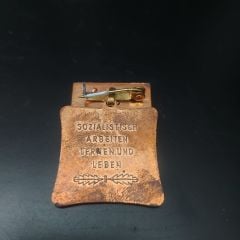 SOZIALISTISCH
ARBEITEN
LERNEN UND
LEBEN